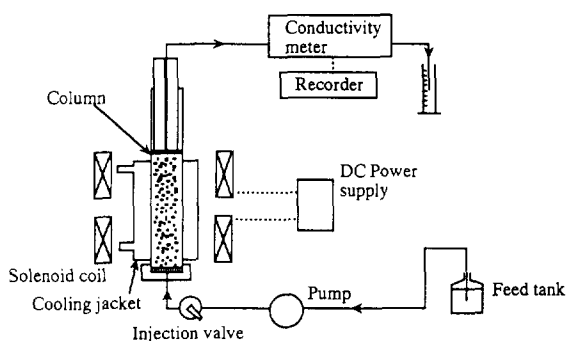 Conductivity
meter
Recorder
Column
DC Power
supply
Solenoid coil
Cooling jacket
Pump
Feed tank
Injection valve